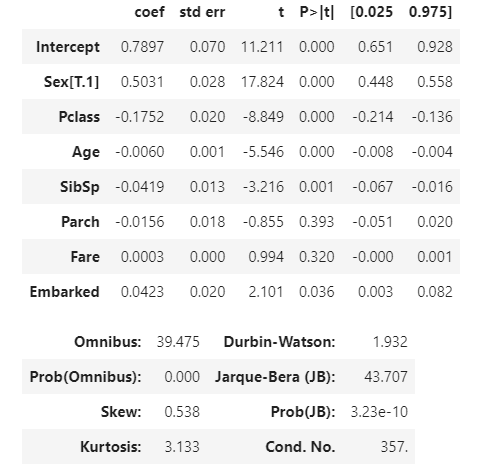 coef std err t P>|t| [0.025 0.975]
Intercept 0.7897 0.070 11.211 0.000 0.651 0.928
Sex[T.1] 0.5031 0.028 17.824 0.000 0.448 0.558
Pclass -0.1752 0.020 -8.849 0.000 -0.214 -0.136
Age -0.0060 0.001 -5.546 0.000 -0.008 -0.004
SibSp -0.0419 0.013 -3.216 0.001 -0.067 -0.016
Parch -0.0156 0.018 -0.855 0.393 -0.051 0.020
Fare 0.0003 0.000 0.994 0.320 -0.000 0.001
Embarked 0.0423 0.020 2.101 0.036 0.003 0.082
Omnibus: 39.475 Durbin-Watson: 1.932
Prob(Omnibus): 0.000 Jarque-Bera (JB): 43.707
Skew: 0.538 Prob(JB): 3.23e-10
Kurtosis: 3.133 Cond. No. 357.